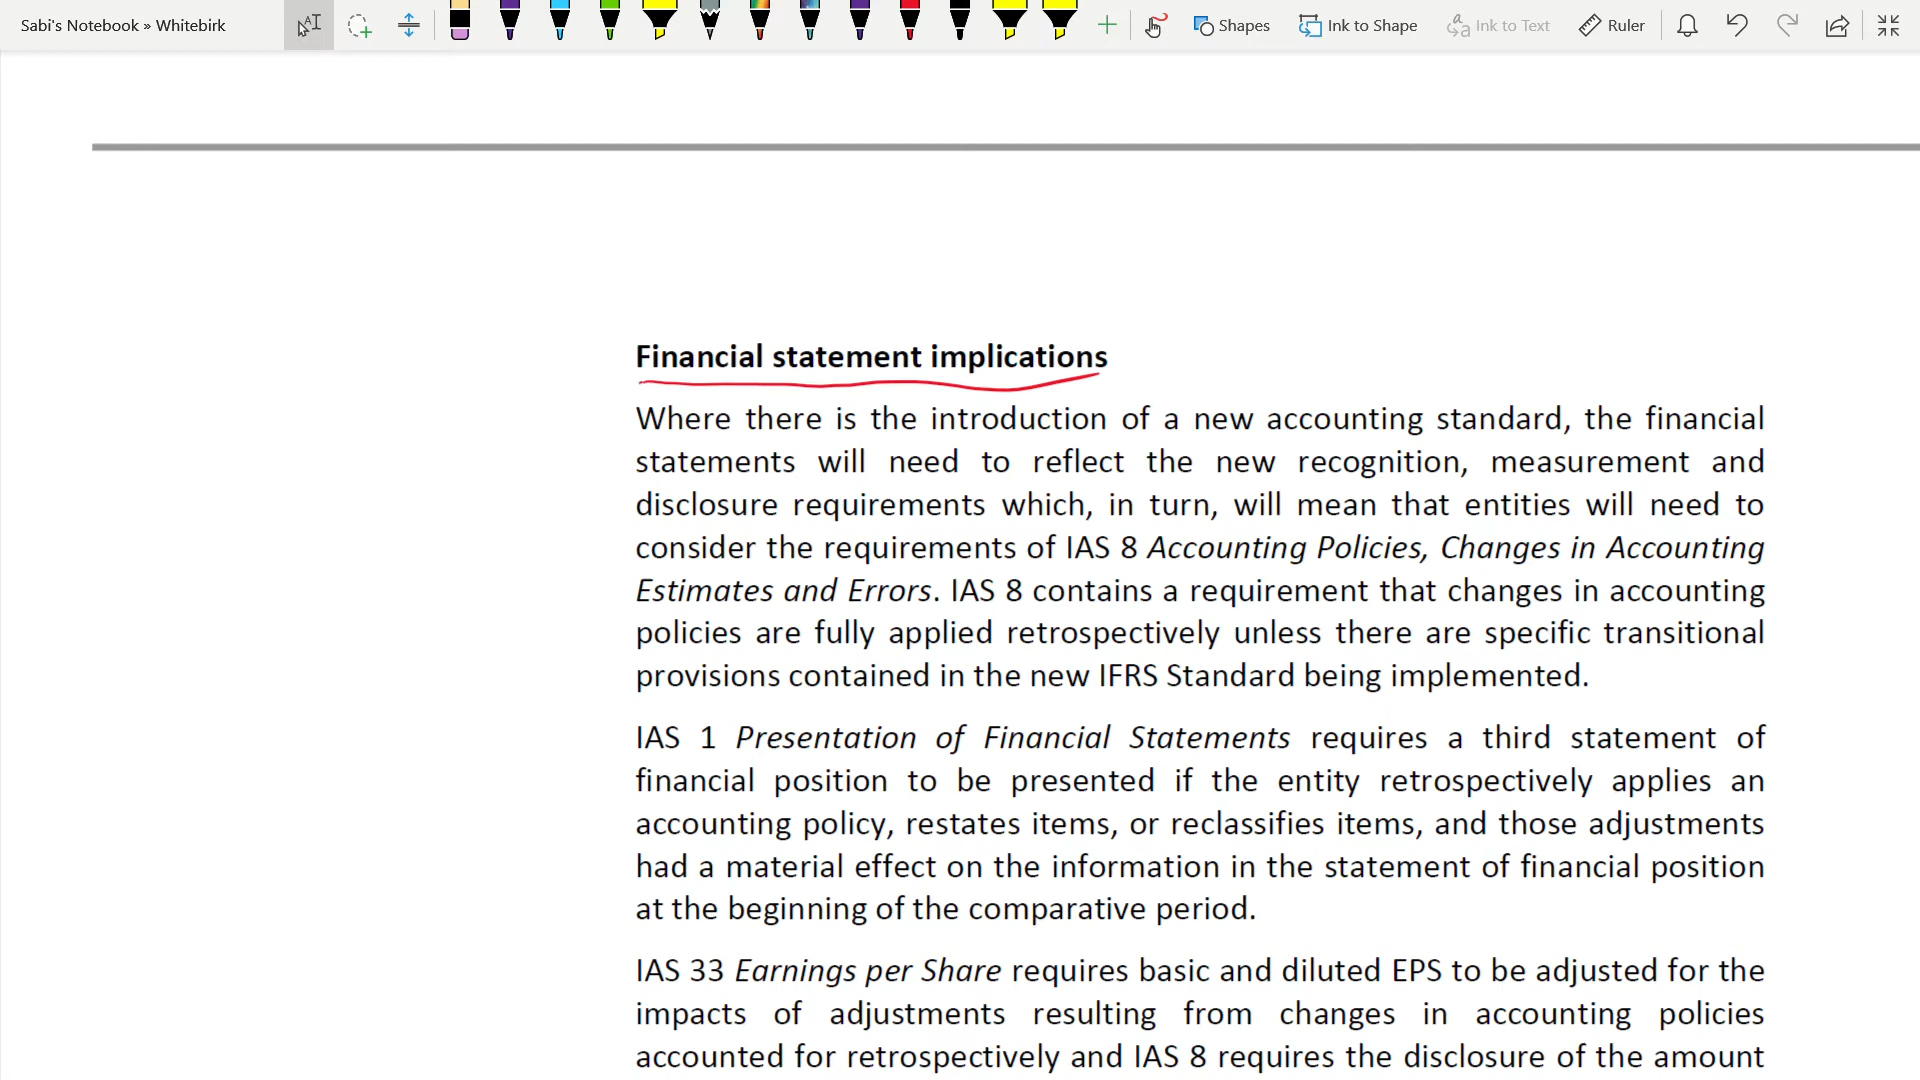 Sabi's Notebook » Whitebirk
Shapes
Ink to Shape
Ink to Text
Ruler
Financial statement implications
Where there is the introduction of a new accounting standard, the financial
statements will need to reflect the new recognition, measurement and
disclosure requirements which, in turn, will mean that entities will need to
consider the requirements of IAS 8 Accounting Policies, Changes in Accounting
Estimates and Errors. IAS 8 contains a requirement that changes in accounting
policies are fully applied retrospectively unless there are specific transitional
provisions contained in the new IFRS Standard being implemented.
IAS 1 Presentation of Financial Statements requires a third statement of
financial position to be presented if the entity retrospectively applies an
accounting policy, restates items, or reclassifies items, and those adjustments
had a material effect on the information in the statement of financial position
at the beginning of the comparative period.
IAS 33 Earnings per Share requires basic and diluted EPS to be adjusted for the
impacts of adjustments resulting from changes in accounting policies
accounted for retrospectively and IAS 8 requires the disclosure of the amount